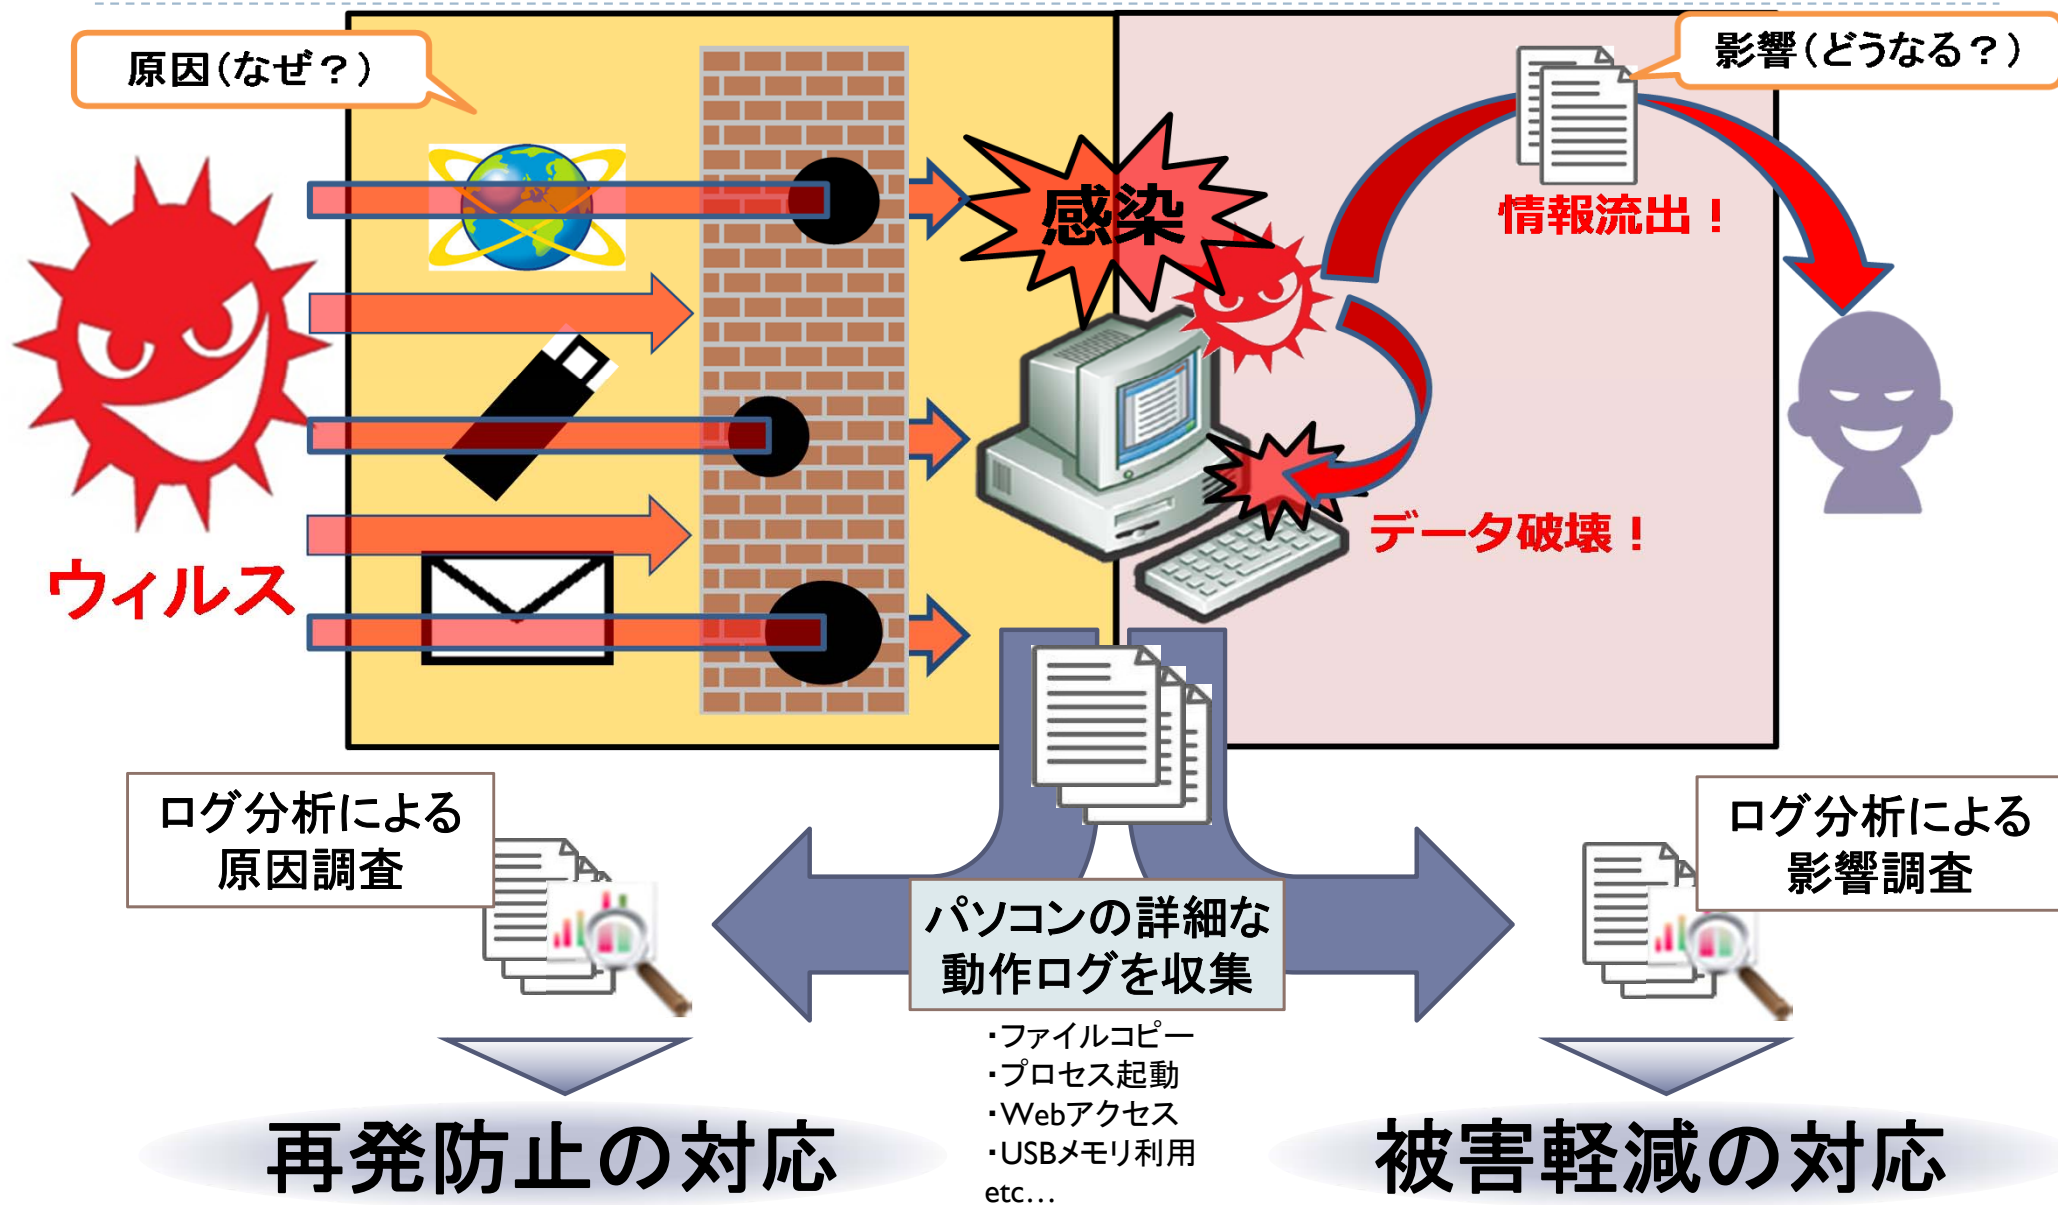 原因(なぜ？)
影響(どうなる？)
感染
情報流出！
データ破壊！
ウィルス
ログ分析による
原因調査
パソコンの詳細な
動作ログを収集
・ファイルコピー
・プロセス起動
・Webアクセス
・USBメモリ利用
etc…
ログ分析による
影響調査
再発防止の対応
被害軽減の対応